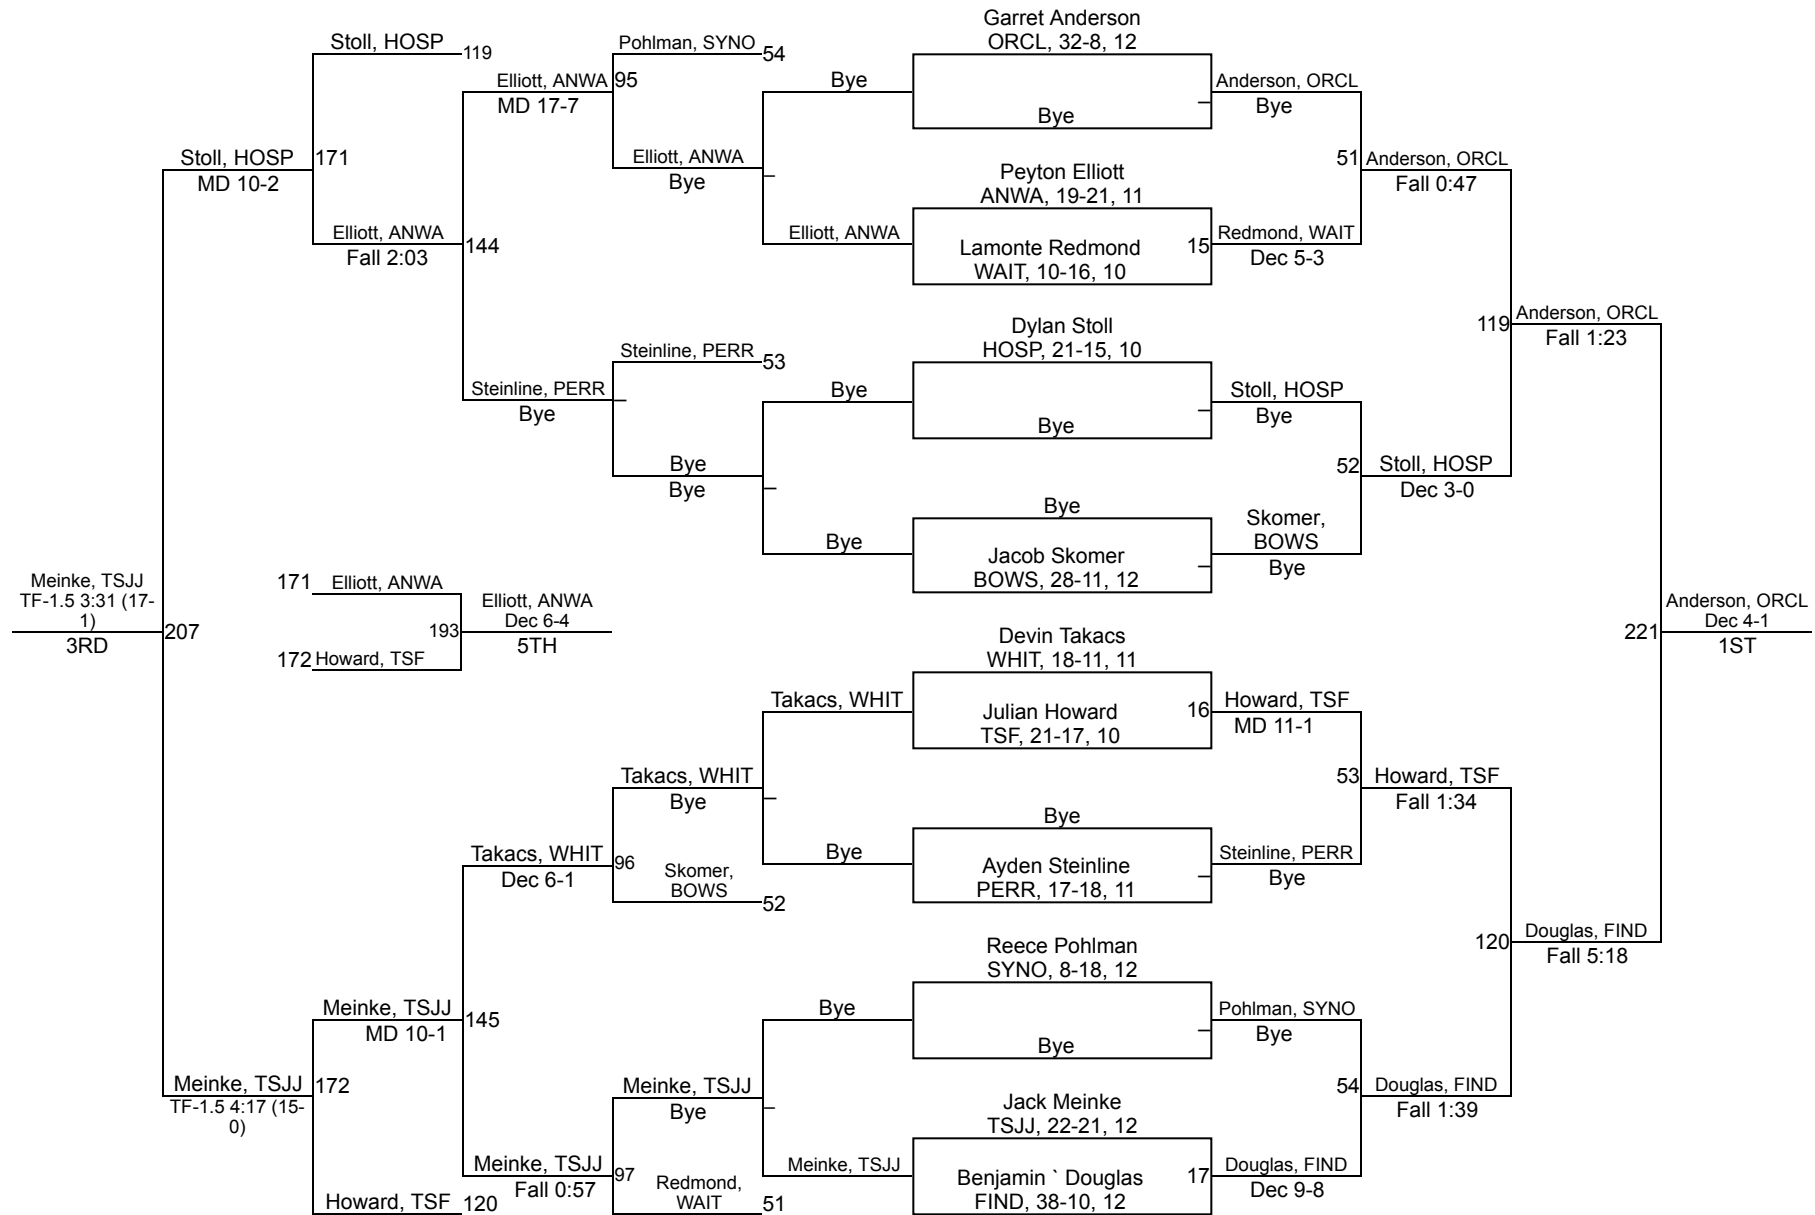 Garret Anderson
ORCL, 32-8, 12
Stoll, HOSP
119
Pohlman, SYNO
54
Elliott, ANWA
95
MD 17-7
Bye
Anderson, ORCL
Bye
Bye
Stoll, HOSP
171
MD 10-2
Elliott, ANWA
Bye
51
Anderson, ORCL
Fall 0:47
Peyton Elliott
ANWA, 19-21, 11
Elliott, ANWA
144
Fall 2:03
Elliott, ANWA
Lamonte Redmond
WAIT, 10-16, 10
15
Redmond, WAIT
Dec 5-3
119
Anderson, ORCL
Fall 1:23
Dylan Stoll
HOSP, 21-15, 10
Steinline, PERR
53
Steinline, PERR
Bye
Bye
Bye
Stoll, HOSP
Bye
Bye
Bye
52
Stoll, HOSP
Dec 3-0
Bye
Bye
Jacob Skomer
BOWS, 28-11, 12
Skomer,
BOWS
Bye
Meinke, TSJJ
TF-1.5 3:31 (17-
1)
3RD
207
171
Elliott, ANWA
193
172
Howard, TSF
Elliott, ANWA
Dec 6-4
5TH
221
Anderson, ORCL
Dec 4-1
1ST
Devin Takacs
WHIT, 18-11, 11
Takacs, WHIT
Julian Howard
TSF, 21-17, 10
16
Howard, TSF
MD 11-1
Takacs, WHIT
Bye
53
Howard, TSF
Fall 1:34
Bye
Takacs, WHIT
96
Dec 6-1
Skomer,
BOWS
52
Bye
Ayden Steinline
PERR, 17-18, 11
Steinline, PERR
Bye
120
Douglas, FIND
Fall 5:18
Reece Pohlman
SYNO, 8-18, 12
Meinke, TSJJ
145
MD 10-1
Bye
Bye
Pohlman, SYNO
Bye
Meinke, TSJJ
172
TF-1.5 4:17 (15-
0)
Meinke, TSJJ
Bye
54
Douglas, FIND
Fall 1:39
Jack Meinke
TSJJ, 22-21, 12
Meinke, TSJJ
97
Fall 0:57
Redmond,
WAIT
51
Meinke, TSJJ
Benjamin ` Douglas
FIND, 38-10, 12
17
Douglas, FIND
Dec 9-8
Howard, TSF
120